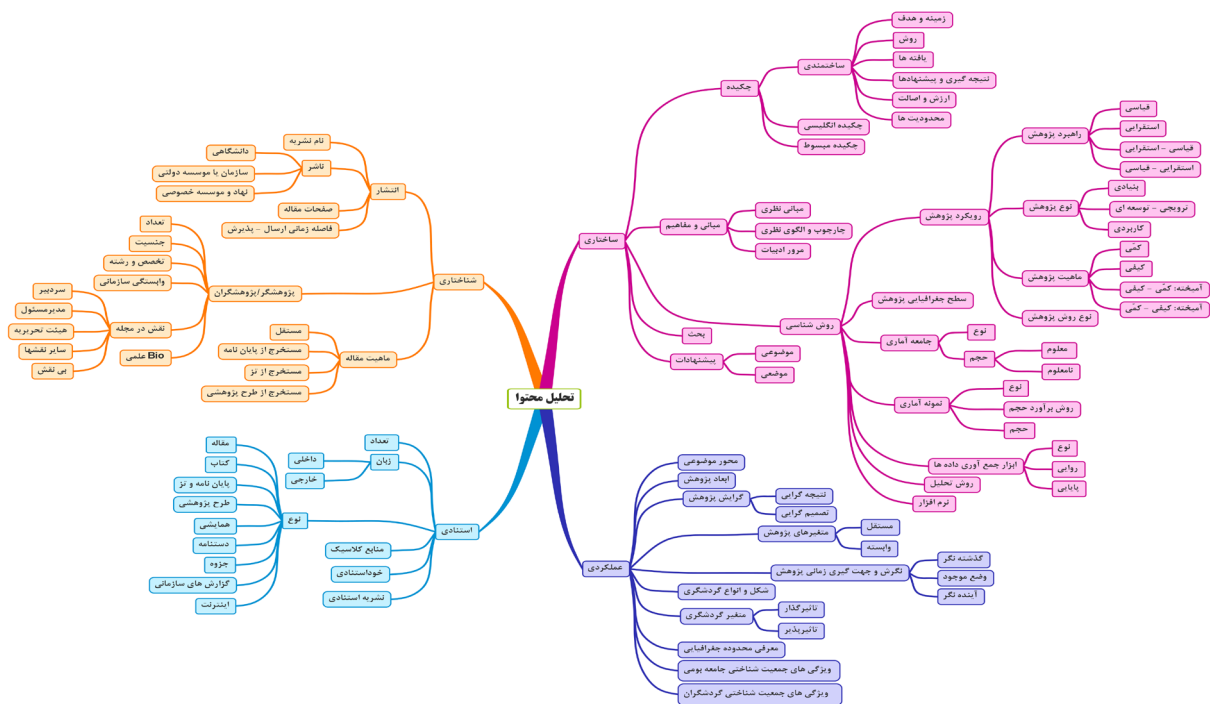 تحلیل محتوا
ساختاری
چکیده
ساختمندی
زمینه و هدف
روش
یافته ها
نتیجه گیری و پیشنهادها
ارزش و اصالت
محدودیت ها
چکیده انگلیسی
چکیده مبسوط
مبانی و مفاهیم
مبانی نظری
چارچوب و الگوی نظری
مرور ادبیات
روش شناسی
رویکرد پژوهش
راهبرد پژوهش
قیاسی
استقرایی
قیاسی - استقرایی
استقرایی - قیاسی
نوع پژوهش
بنیادی
ترویجی - توسعه ای
کاربردی
ماهیت پژوهش
کمّی
کیفی
آمیخته: کمّی - کیفی
آمیخته: کیفی - کمّی
نوع روش پژوهش
سطح جغرافیایی پژوهش
جامعه آماری
نوع
حجم
معلوم
نامعلوم
نمونه آماری
نوع
روش برآورد حجم
حجم
ابزار جمع آوری داده ها
نوع
روایی
پایایی
روش تحلیل
نرم افزار
بحث
پیشنهادات
موضوعی
موضعی
عملکردی
محور موضوعی
ابعاد پژوهش
گرایش پژوهش
نتیجه گرایی
تصمیم گرایی
متغیرهای پژوهش
مستقل
وابسته
نگرش و جهت گیری زمانی پژوهش
گذشته نگر
وضع موجود
آینده نگر
شکل و انواع گردشگری
متغیر گردشگری
تاثیرگذار
تاثیرپذیر
معرفی محدوده جغرافیایی
ویژگی های جمعیت شناختی جامعه بومی
ویژگی های جمعیت شناختی گردشگران
شناختاری
انتشار
نام نشریه
ناشر
دانشگاهی
سازمان یا موسسه دولتی
نهاد و موسسه خصوصی
صفحات مقاله
فاصله زمانی ارسال - پذیرش
پژوهشگر/پژوهشگران
تعداد
جنسیت
تخصص و رشته
وابستگی سازمانی
نقش در مجله
سردبیر
مدیرمسئول
هیئت تحریریه
سایر نقشها
بی نقش
Bio علمی
ماهیت مقاله
مستقل
مستخرج از پایان نامه
مستخرج از تز
مستخرج از طرح پژوهشی
استنادی
تعداد
زبان
داخلی
خارجی
نوع
مقاله
کتاب
پایان نامه و تز
طرح پژوهشی
همایشی
دستنامه
جزوه
گزارش های سازمانی
اینترنت
منابع کلاسیک
خوداستنادی
نشریه استنادی